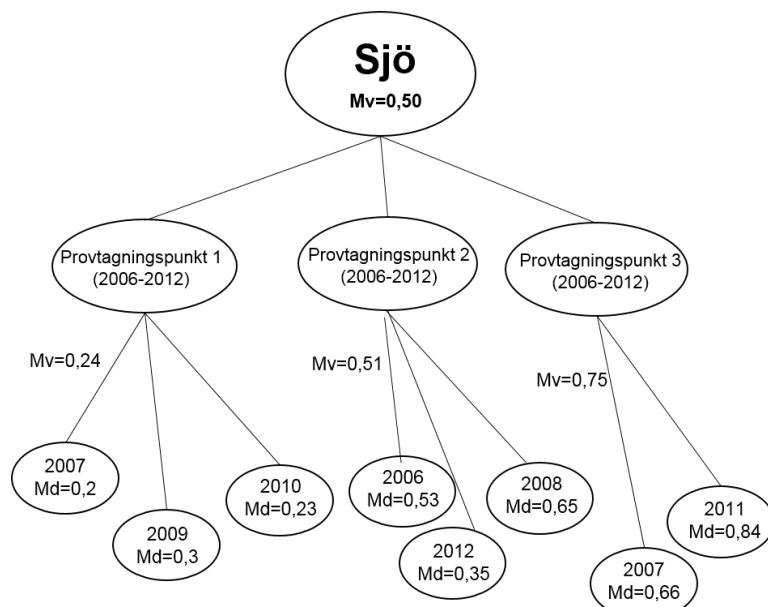 Sjö
Mv=0,50
Provtagningspunkt 1
(2006-2012)
Provtagningspunkt 2
(2006-2012)
Provtagningspunkt 3
(2006-2012)
Mv=0,24
Mv=0,51
Mv=0,75
2007
Md=0,2
2009
Md=0,3
2010
Md=0,23
2006
Md=0,53
2012
Md=0,35
2008
Md=0,65
2007
Md=0,66
2011
Md=0,84